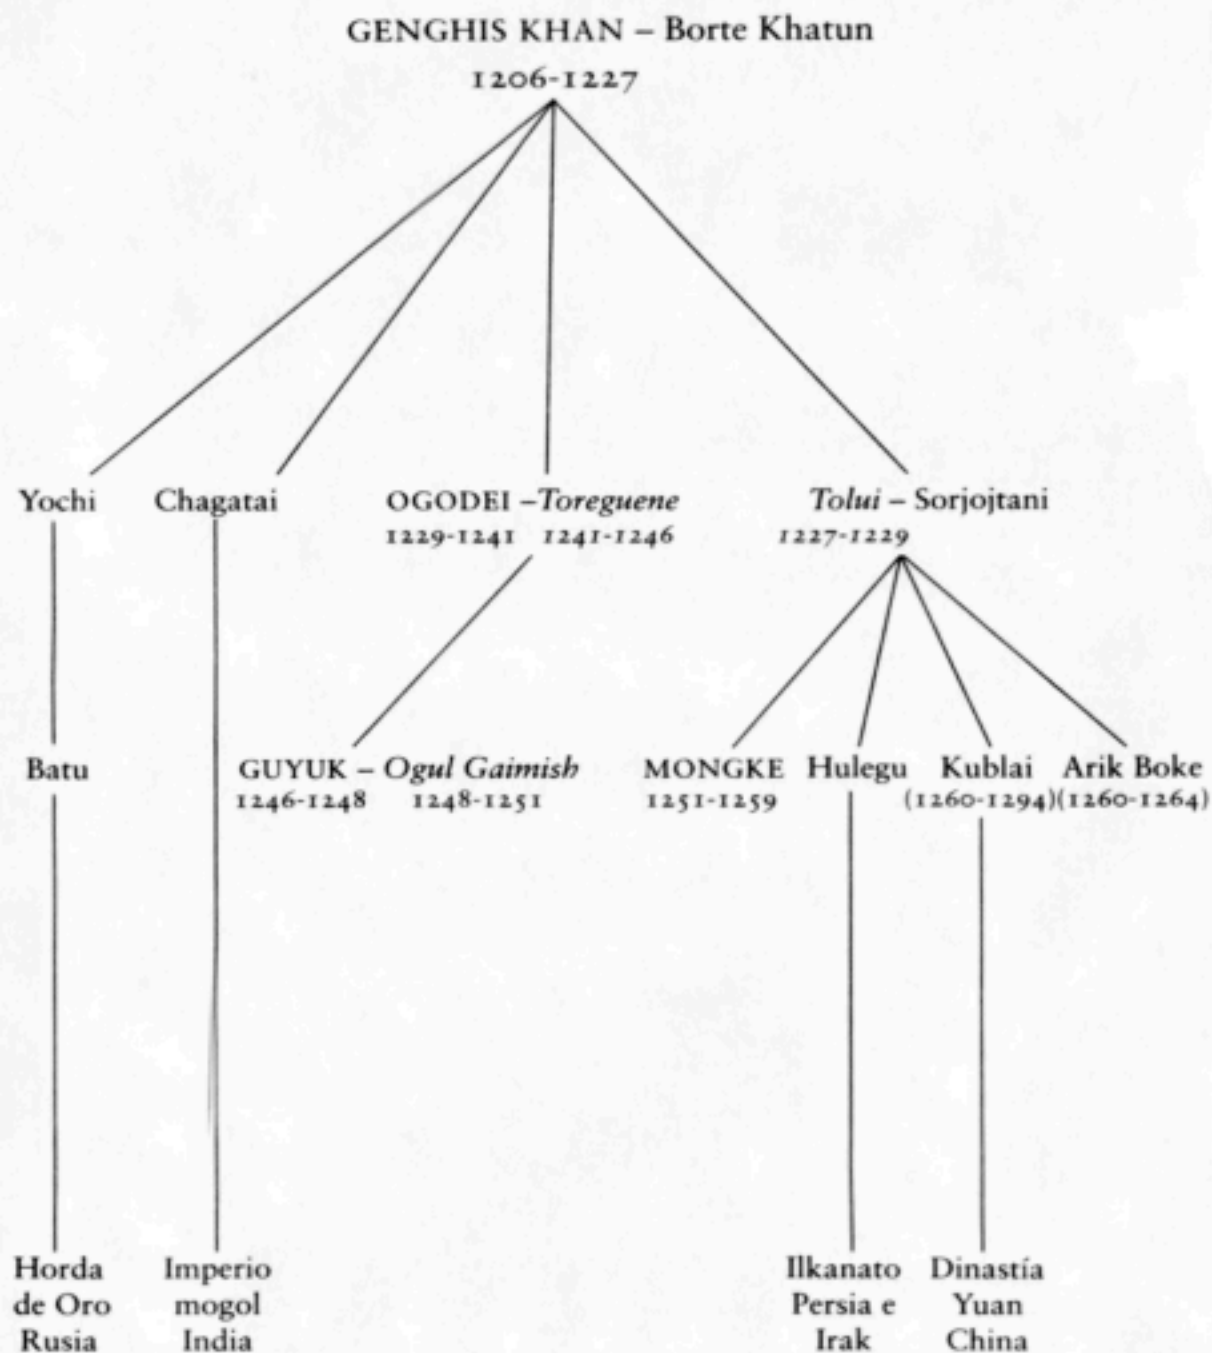 GENGHIS KHAN – Borte Khatun
1206-1227
Yochi Chagatai OGODEI –Toreguene Tolui – Sorjojtani
1229-1241 1241-1246 1227-1229
Batu GUYUK – Ogul Gaimish MONGKE Hulegu Kublai Arik Boke
1246-1248 1248-1251 1251-1259 (1260-1294) (1260-1264)
Horda Imperio Ilkanato Dinastía
de Oro mogol Persia e Yuan
Rusia India Irak China